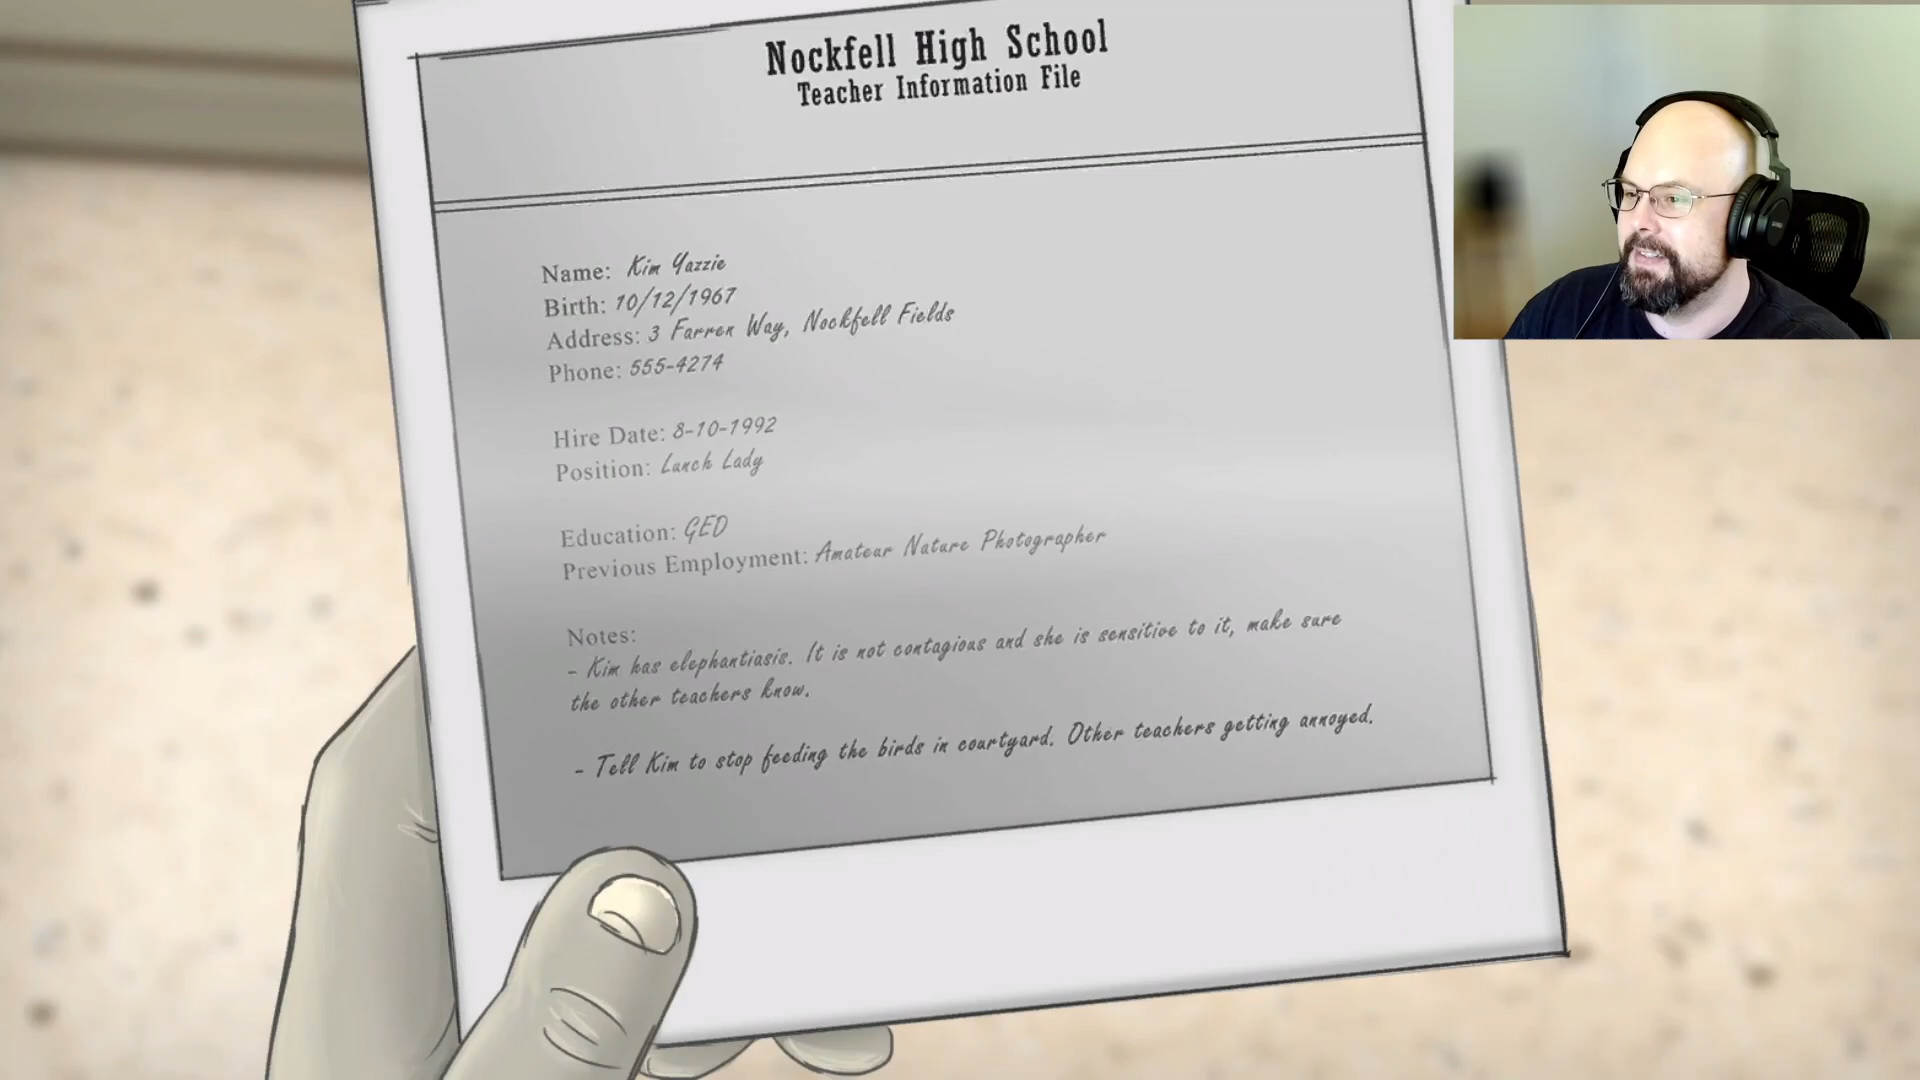 Nockfell High School
Teacher Information File
Name: Kim Yazzie
Birth: 10/12/1967
Address: 3 Farren Way, Nockfell Fields
Phone: 555-4274
Hire Date: 8-10-1992
Position: Lunch Lady
Education: GED
Previous Employment: Amateur Nature Photographer
Notes:
- Kim has elephantiasis. It is not contagious and she is sensitive to it, make sure
the other teachers know.
- Tell Kim to stop feeding the birds in courtyard. Other teachers getting annoyed.